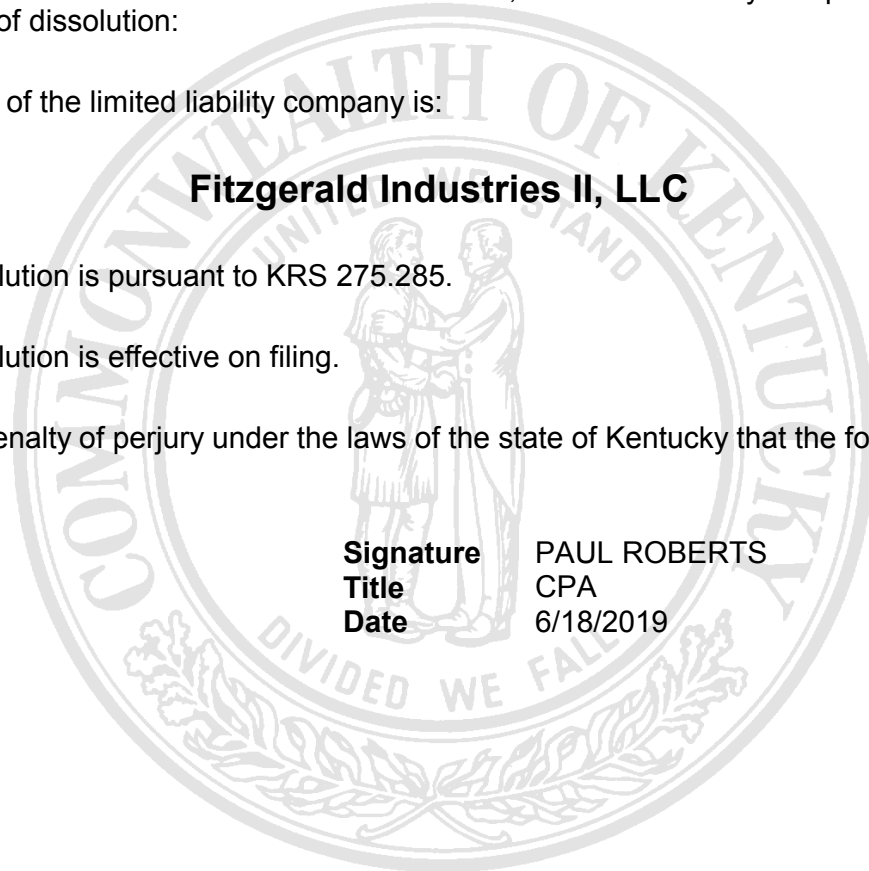 of dissolution:
of the limited liability company is:
Fitzgerald Industries II, LLC
lution is pursuant to KRS 275.285.
lution is effective on filing.
enalty of perjury under the laws of the state of Kentucky that the fo
Signature PAUL ROBERTS
Title CPA
Date 6/18/2019
COMMONWEALTH OF KENTUCKY
UNITED WE STAND
DIVIDED WE FALL